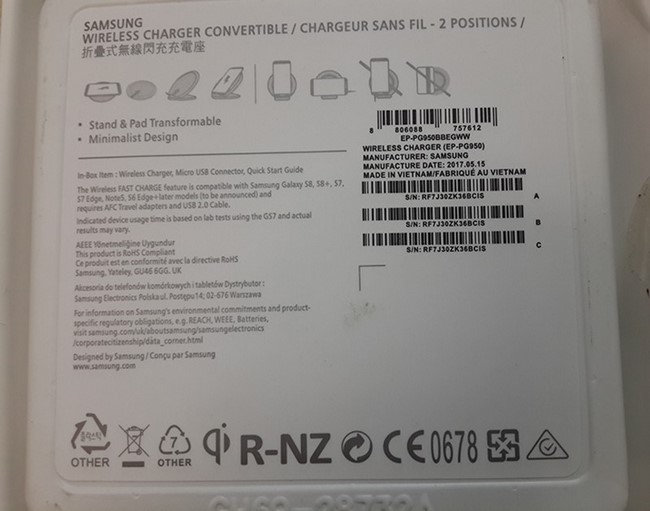 SAMSUNG
WIRELESS CHARGER CONVERTIBLE / CHARGEUR SANS FIL - 2 POSITIONS /
折疊式無線閃充充電座
• Stand & Pad Transformable
• Minimalist Design
In-Box Item : Wireless Charger, Micro USB Connector, Quick Start Guide
The Wireless FAST CHARGE feature is compatible with Samsung Galaxy S8, S8+, S7,
S7 Edge, Note5, S6 Edge+later models (to be announced) and
requires AFC Travel adapters and USB 2.0 Cable.
Indicated device usage time is based on lab tests using the GS7 and actual
results may vary.
AEEE Yönetmeliğine Uygundur
This product is RoHS Compliant
Ce produit est en conformité avec la directive RoHS
Samsung, Yateley, GU46 6GG. UK
Akcesoria do telefonów komórkowych i tabletów Dystrybutor :
Samsung Electronics Polska ul. Postępu 14; 02-676 Warszawa
For information on Samsung's environmental commitments and product-
specific regulatory obligations, e.g. REACH, WEEE, Batteries,
visit samsung.com/uk/aboutsamsung/samsungelectronics
/corporatecitizenship/data_corner.html
Designed by Samsung / Conçu par Samsung
www.samsung.com
8 806088 757612
EP-PG950BBEGWW
WIRELESS CHARGER (EP-PG950)
MANUFACTURER: SAMSUNG
MANUFACTURE DATE: 2017.05.15
MADE IN VIETNAM/FABRIQUÉ AU VIETNAM
S/N: RF7J30ZK36BCIS A
S/N: RF7J30ZK36BCIS B
S/N: RF7J30ZK36BCIS C
플라스틱
OTHER
7
OTHER
qi R-NZ CE0678